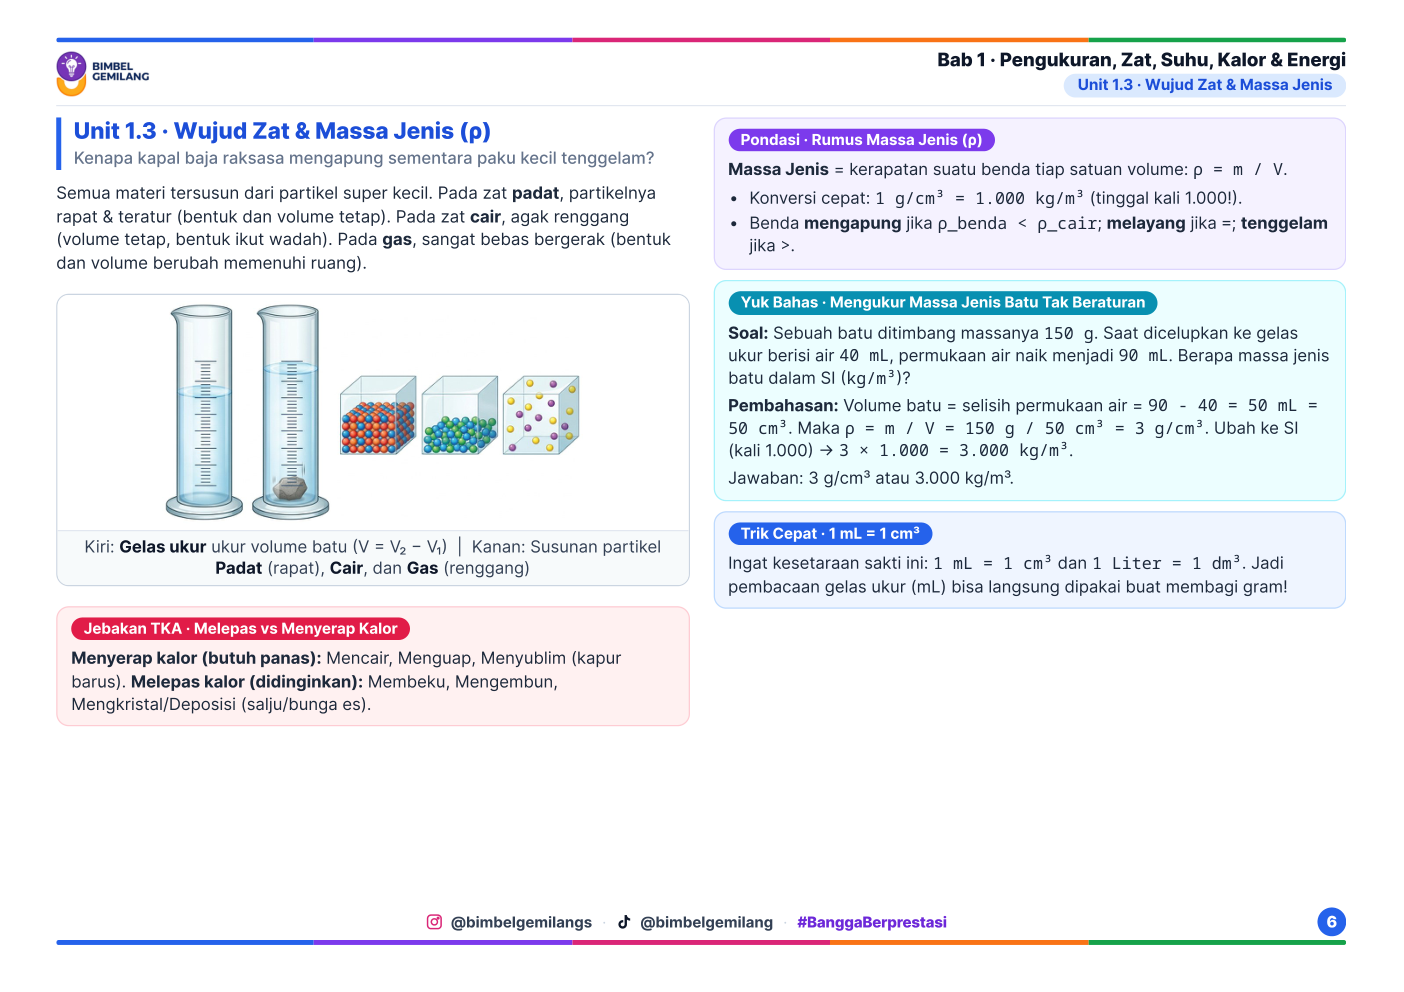 BIMBEL
GEMILANG
Bab 1 · Pengukuran, Zat, Suhu, Kalor & Energi
Unit 1.3 · Wujud Zat & Massa Jenis
Unit 1.3 · Wujud Zat & Massa Jenis (ρ)
Kenapa kapal baja raksasa mengapung sementara paku kecil tenggelam?
Semua materi tersusun dari partikel super kecil. Pada zat padat, partikelnya
rapat & teratur (bentuk dan volume tetap). Pada zat cair, agak renggang
(volume tetap, bentuk ikut wadah). Pada gas, sangat bebas bergerak (bentuk
dan volume berubah memenuhi ruang).
Kiri: Gelas ukur ukur volume batu (V = V₂ − V₁) | Kanan: Susunan partikel
Padat (rapat), Cair, dan Gas (renggang)
Jebakan TKA · Melepas vs Menyerap Kalor
Menyerap kalor (butuh panas): Mencair, Menguap, Menyublim (kapur
barus). Melepas kalor (didinginkan): Membeku, Mengembun,
Mengkristal/Deposisi (salju/bunga es).
Pondasi · Rumus Massa Jenis (ρ)
Massa Jenis = kerapatan suatu benda tiap satuan volume: ρ = m / V.
• Konversi cepat: 1 g/cm³ = 1.000 kg/m³ (tinggal kali 1.000!).
• Benda mengapung jika ρ_benda < ρ_cair; melayang jika =; tenggelam
jika >.
Yuk Bahas · Mengukur Massa Jenis Batu Tak Beraturan
Soal: Sebuah batu ditimbang massanya 150 g. Saat dicelupkan ke gelas
ukur berisi air 40 mL, permukaan air naik menjadi 90 mL. Berapa massa jenis
batu dalam SI (kg/m³)?
Pembahasan: Volume batu = selisih permukaan air = 90 - 40 = 50 mL =
50 cm³. Maka ρ = m / V = 150 g / 50 cm³ = 3 g/cm³. Ubah ke SI
(kali 1.000) → 3 × 1.000 = 3.000 kg/m³.
Jawaban: 3 g/cm³ atau 3.000 kg/m³.
Trik Cepat · 1 mL = 1 cm³
Ingat kesetaraan sakti ini: 1 mL = 1 cm³ dan 1 Liter = 1 dm³. Jadi
pembacaan gelas ukur (mL) bisa langsung dipakai buat membagi gram!
@bimbelgemilangs · @bimbelgemilang · #BanggaBerprestasi
6